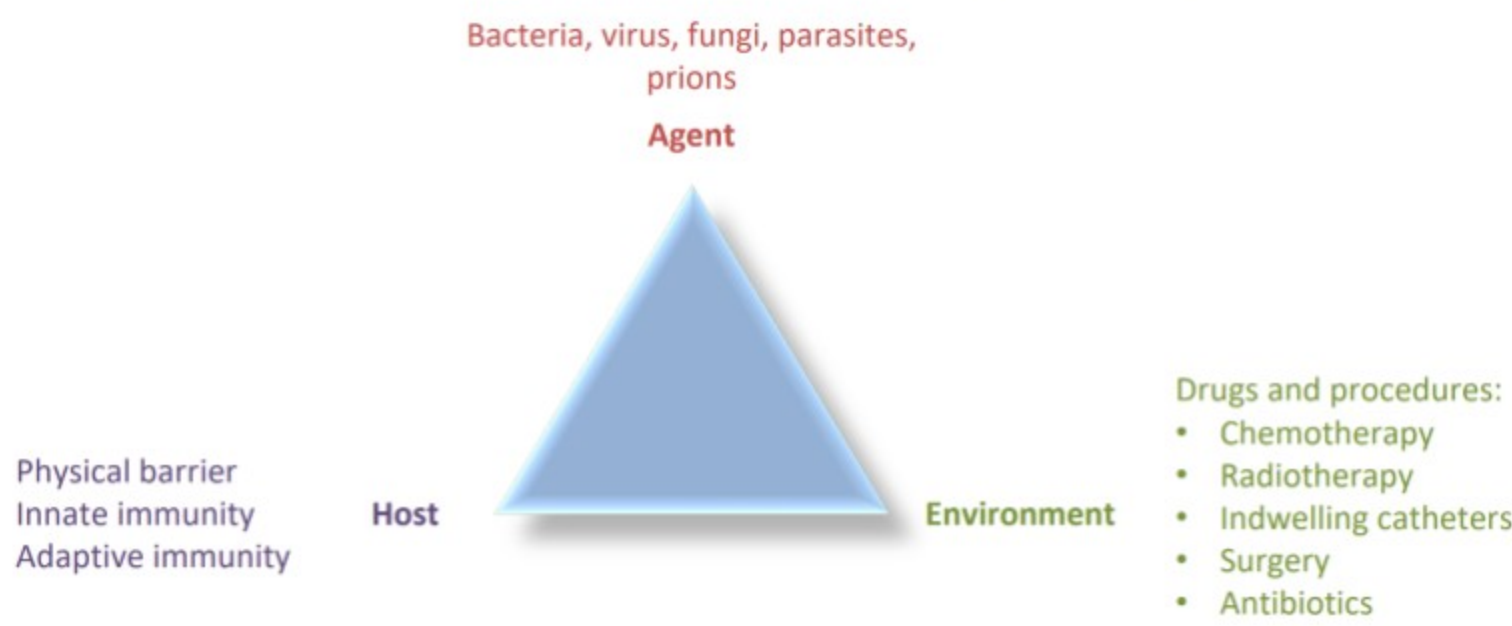 Bacteria, virus, fungi, parasites,
prions
Agent
Physical barrier
Innate immunity
Adaptive immunity
Host
Environment
Drugs and procedures:
• Chemotherapy
• Radiotherapy
• Indwelling catheters
• Surgery
• Antibiotics